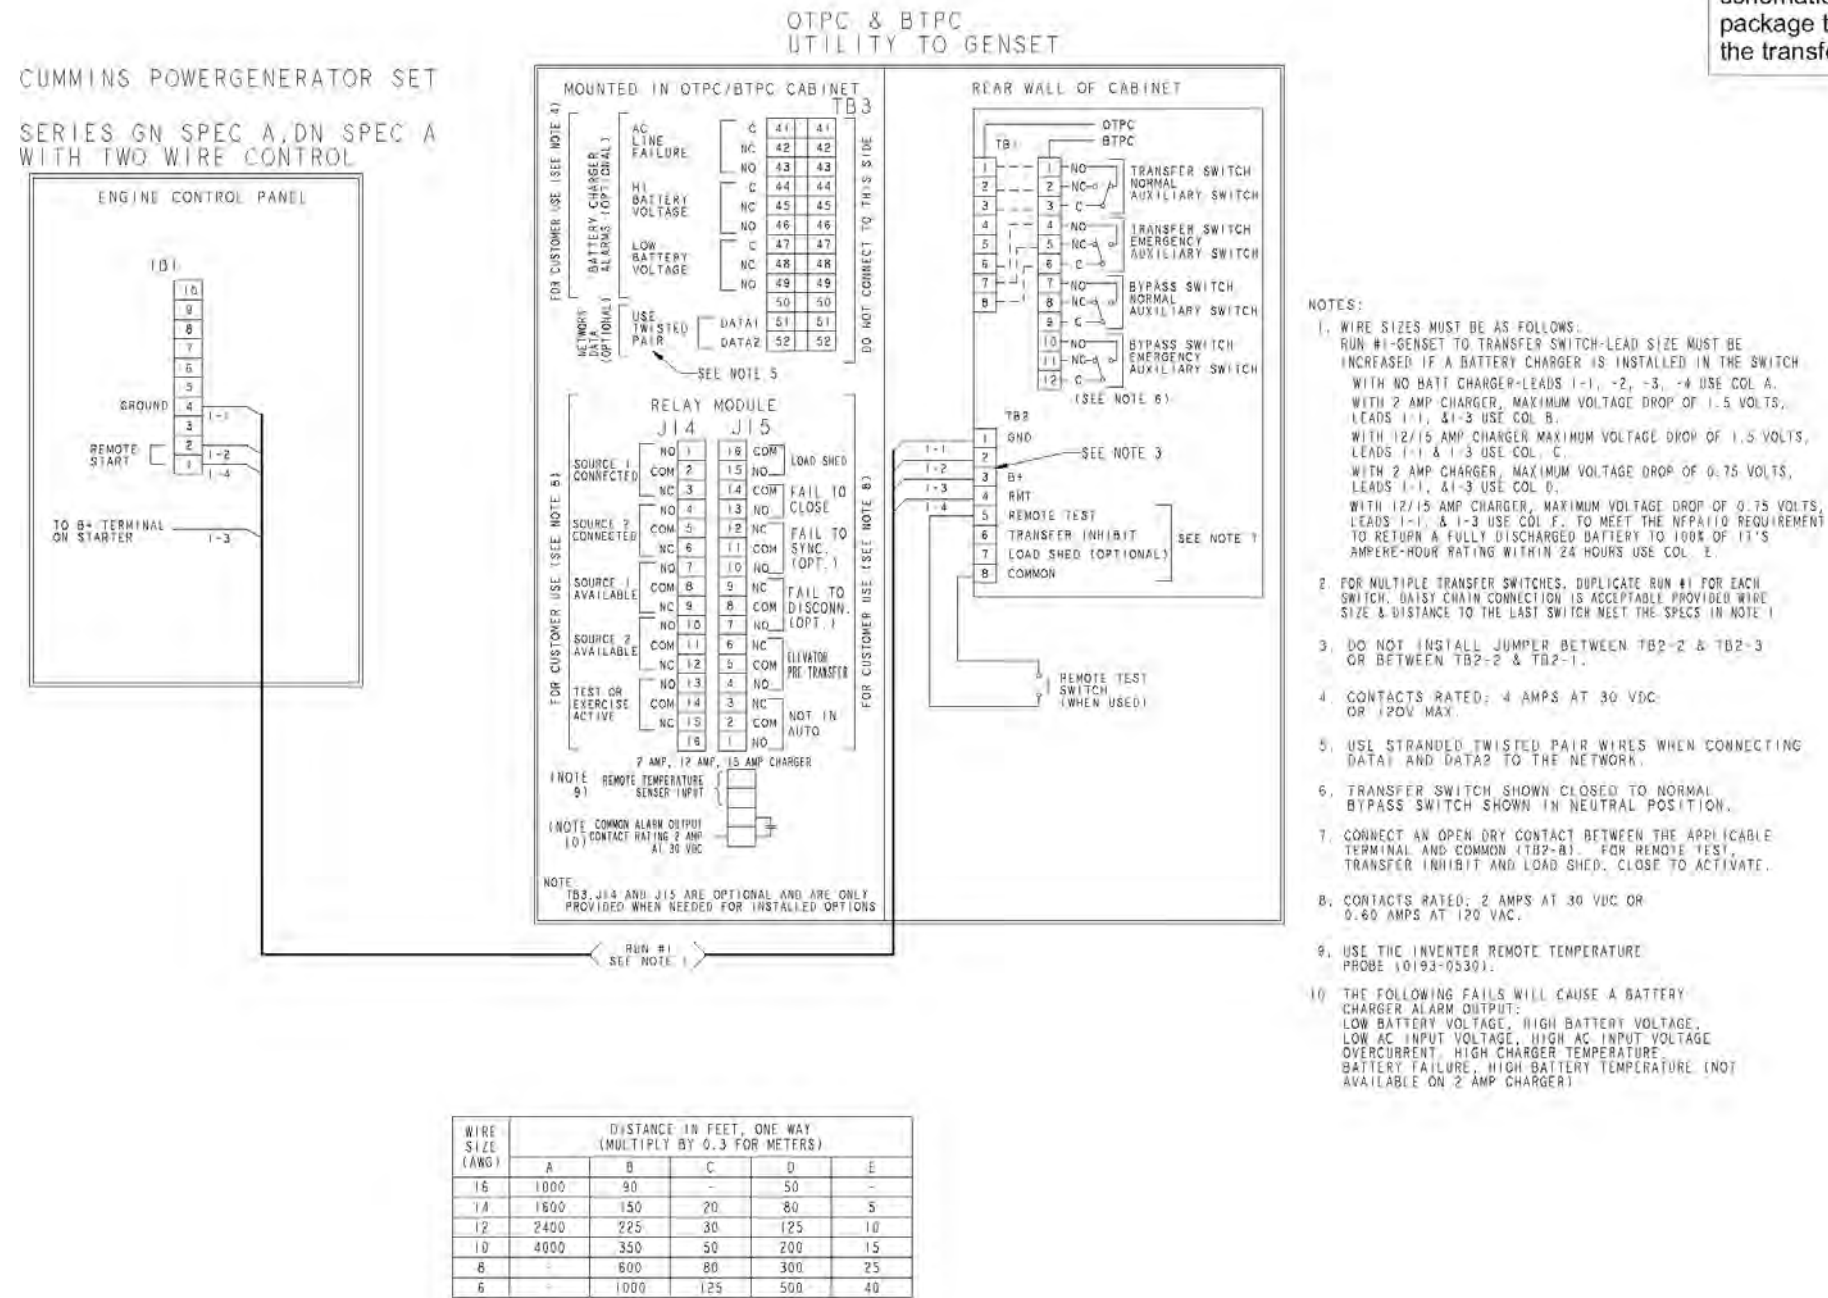 schematic
package t
the transfe
OTPC & BTPC
UTILITY TO GENSET
CUMMINS POWERGENERATOR SET
SERIES GN SPEC A, DN SPEC A
WITH TWO WIRE CONTROL
ENGINE CONTROL PANEL
TB1
10
9
8
7
6
5
GROUND 4 1-1
3
REMOTE START 2 1-2
1 1-4
TO B+ TERMINAL
ON STARTER 1-3
MOUNTED IN OTPC/BTPC CABINET
TB3
FOR CUSTOMER USE (SEE NOTE 4)
BATTERY CHARGER
ALARMS (OPTIONAL)
AC
LINE
FAILURE
C 41 41
NC 42 42
NO 43 43
HI
BATTERY
VOLTAGE
C 44 44
NC 45 45
NO 46 46
LOW
BATTERY
VOLTAGE
C 47 47
NC 48 48
NO 49 49
50 50
NETWORK
DATA
(OPTIONAL)
USE
TWISTED
PAIR
DATA1 51 51
DATA2 52 52
DO NOT CONNECT TO THIS SIDE
SEE NOTE 5
RELAY MODULE
J14 J15
FOR CUSTOMER USE (SEE NOTE 8)
SOURCE 1
CONNECTED
NO 1
COM 2
NC 3
SOURCE 2
CONNECTED
NO 4
COM 5
NC 6
SOURCE 1
AVAILABLE
NO 7
COM 8
NC 9
SOURCE 2
AVAILABLE
NO 10
COM 11
NC 12
TEST OR
EXERCISE
ACTIVE
NO 13
COM 14
NC 15
16
16 COM
15 NO
LOAD SHED
14 COM
13 NO
FAIL TO
CLOSE
12 NC
11 COM
10 NO
FAIL TO
SYNC.
(OPT.)
9 NC
8 COM
7 NO
FAIL TO
DISCONN.
(OPT.)
6 NC
5 COM
4 NO
ELEVATOR
PRE TRANSFER
3 NC
2 COM
1 NO
NOT IN
AUTO
FOR CUSTOMER USE (SEE NOTE 8)
2 AMP, 12 AMP, 15 AMP CHARGER
(NOTE
9)
REMOTE TEMPERATURE
SENSER INPUT
(NOTE
10)
COMMON ALARM OUTPUT
CONTACT RATING 2 AMP
AT 30 VDC
NOTE:
TB3, J14 AND J15 ARE OPTIONAL AND ARE ONLY
PROVIDED WHEN NEEDED FOR INSTALLED OPTIONS
RUN #1
SEE NOTE 1
REAR WALL OF CABINET
OTPC
BTPC
TB1
1 1 NO
2 2 NC
3 3 C
TRANSFER SWITCH
NORMAL
AUXILIARY SWITCH
4 4 NO
5 5 NC
6 6 C
TRANSFER SWITCH
EMERGENCY
AUXILIARY SWITCH
7 7 NO
8 8 NC
9 C
BYPASS SWITCH
NORMAL
AUXILIARY SWITCH
10 NO
11 NC
12 C
BYPASS SWITCH
EMERGENCY
AUXILIARY SWITCH
(SEE NOTE 6)
TB2
1 GND
2
3 B+
4 RMT
5 REMOTE TEST
6 TRANSFER INHIBIT
7 LOAD SHED (OPTIONAL)
8 COMMON
1-1
1-2
1-3
1-4
SEE NOTE 3
SEE NOTE 7
REMOTE TEST
SWITCH
(WHEN USED)
NOTES:
1. WIRE SIZES MUST BE AS FOLLOWS:
RUN #1-GENSET TO TRANSFER SWITCH-LEAD SIZE MUST BE
INCREASED IF A BATTERY CHARGER IS INSTALLED IN THE SWITCH
WITH NO BATT CHARGER-LEADS 1-1, -2, -3, -4 USE COL A.
WITH 2 AMP CHARGER, MAXIMUM VOLTAGE DROP OF 1.5 VOLTS,
LEADS 1-1, &1-3 USE COL B.
WITH 12/15 AMP CHARGER MAXIMUM VOLTAGE DROP OF 1.5 VOLTS,
LEADS 1-1 & 1-3 USE COL. C.
WITH 2 AMP CHARGER, MAXIMUM VOLTAGE DROP OF 0.75 VOLTS,
LEADS 1-1, &1-3 USE COL D.
WITH 12/15 AMP CHARGER, MAXIMUM VOLTAGE DROP OF 0.75 VOLTS,
LEADS 1-1, & 1-3 USE COL E. TO MEET THE NFPA110 REQUIREMENT
TO RETURN A FULLY DISCHARGED BATTERY TO 100% OF IT'S
AMPERE-HOUR RATING WITHIN 24 HOURS USE COL. E.
2. FOR MULTIPLE TRANSFER SWITCHES, DUPLICATE RUN #1 FOR EACH
SWITCH. DAISY CHAIN CONNECTION IS ACCEPTABLE PROVIDED WIRE
SIZE & DISTANCE TO THE LAST SWITCH MEET THE SPECS IN NOTE 1
3. DO NOT INSTALL JUMPER BETWEEN TB2-2 & TB2-3
OR BETWEEN TB2-2 & TB2-1.
4. CONTACTS RATED: 4 AMPS AT 30 VDC
OR 120V MAX.
5. USE STRANDED TWISTED PAIR WIRES WHEN CONNECTING
DATA1 AND DATA2 TO THE NETWORK.
6. TRANSFER SWITCH SHOWN CLOSED TO NORMAL
BYPASS SWITCH SHOWN IN NEUTRAL POSITION.
7. CONNECT AN OPEN DRY CONTACT BETWEEN THE APPLICABLE
TERMINAL AND COMMON (TB2-8). FOR REMOTE TEST,
TRANSFER INHIBIT AND LOAD SHED, CLOSE TO ACTIVATE.
8. CONTACTS RATED: 2 AMPS AT 30 VDC OR
0.60 AMPS AT 120 VAC.
9. USE THE INVENTER REMOTE TEMPERATURE
PROBE (0193-0530).
10 THE FOLLOWING FAILS WILL CAUSE A BATTERY
CHARGER ALARM OUTPUT:
LOW BATTERY VOLTAGE, HIGH BATTERY VOLTAGE,
LOW AC INPUT VOLTAGE, HIGH AC INPUT VOLTAGE
OVERCURRENT, HIGH CHARGER TEMPERATURE,
BATTERY FAILURE, HIGH BATTERY TEMPERATURE (NOT
AVAILABLE ON 2 AMP CHARGER)
WIRE
SIZE
(AWG)
DISTANCE IN FEET, ONE WAY
(MULTIPLY BY 0.3 FOR METERS)
A B C D E
16 1000 90 - 50 -
14 1600 150 20 80 5
12 2400 225 30 125 10
10 4000 350 50 200 15
8 - 600 80 300 25
6 - 1000 125 500 40